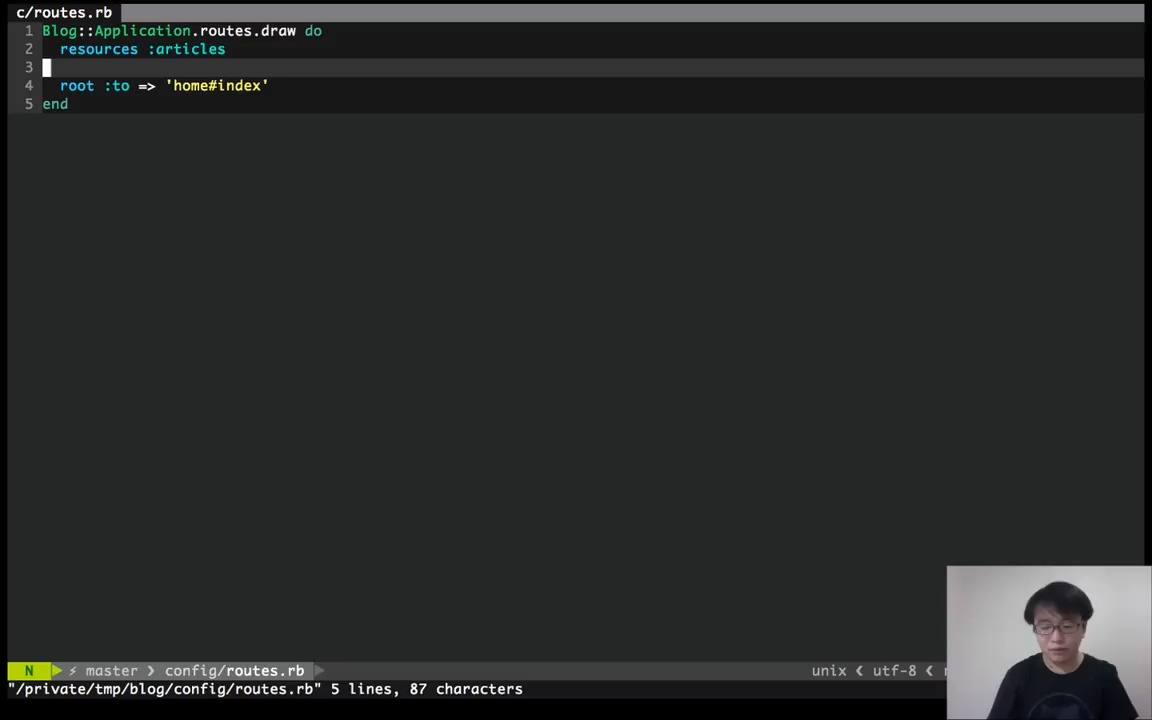 c/routes.rb
1 Blog::Application.routes.draw do
2   resources :articles
3
4   root :to => 'home#index'
5 end
N ⚡ master ❯ config/routes.rb
unix ❮ utf-8 ❮
"/private/tmp/blog/config/routes.rb" 5 lines, 87 characters